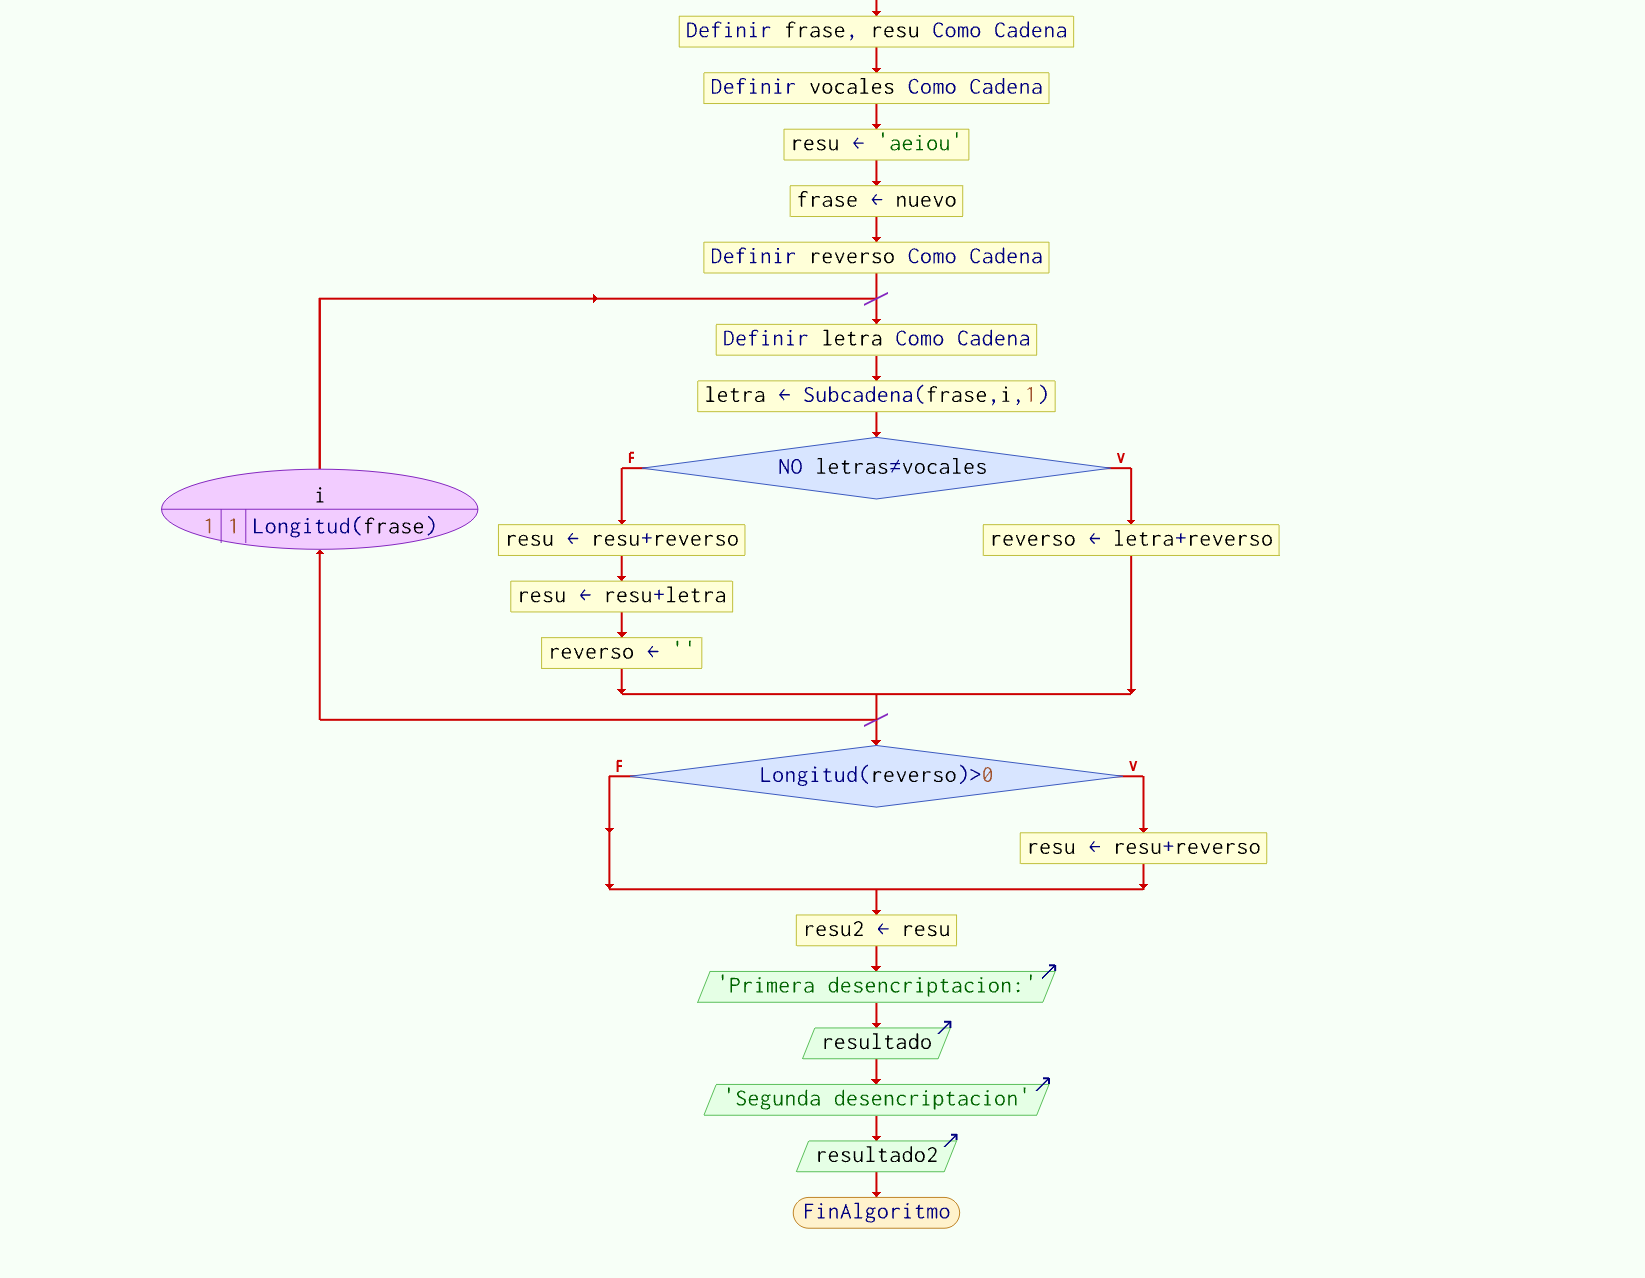 Definir frase, resu Como Cadena
Definir vocales Como Cadena
resu ← 'aeiou'
frase ← nuevo
Definir reverso Como Cadena
Definir letra Como Cadena
letra ← Subcadena(frase,i,1)
F
NO letras≠vocales
V
i
1 1 Longitud(frase)
resu ← resu+reverso
reverso ← letra+reverso
resu ← resu+letra
reverso ← ''
F
Longitud(reverso)>0
V
resu ← resu+reverso
resu2 ← resu
'Primera desencriptacion:'
resultado
'Segunda desencriptacion'
resultado2
FinAlgoritmo